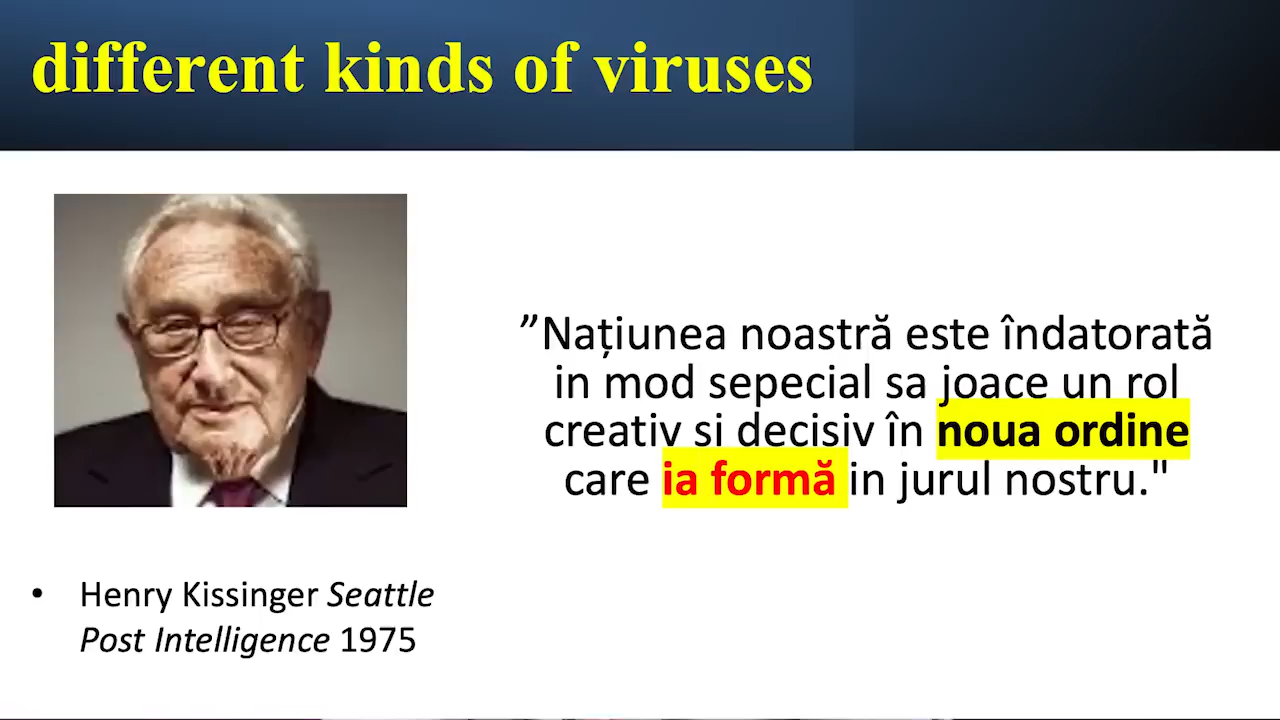 different kinds of viruses
”Națiunea noastră este îndatorată
in mod sepecial sa joace un rol
creativ si decisiv în noua ordine
care ia formă in jurul nostru."
• Henry Kissinger Seattle
Post Intelligence 1975